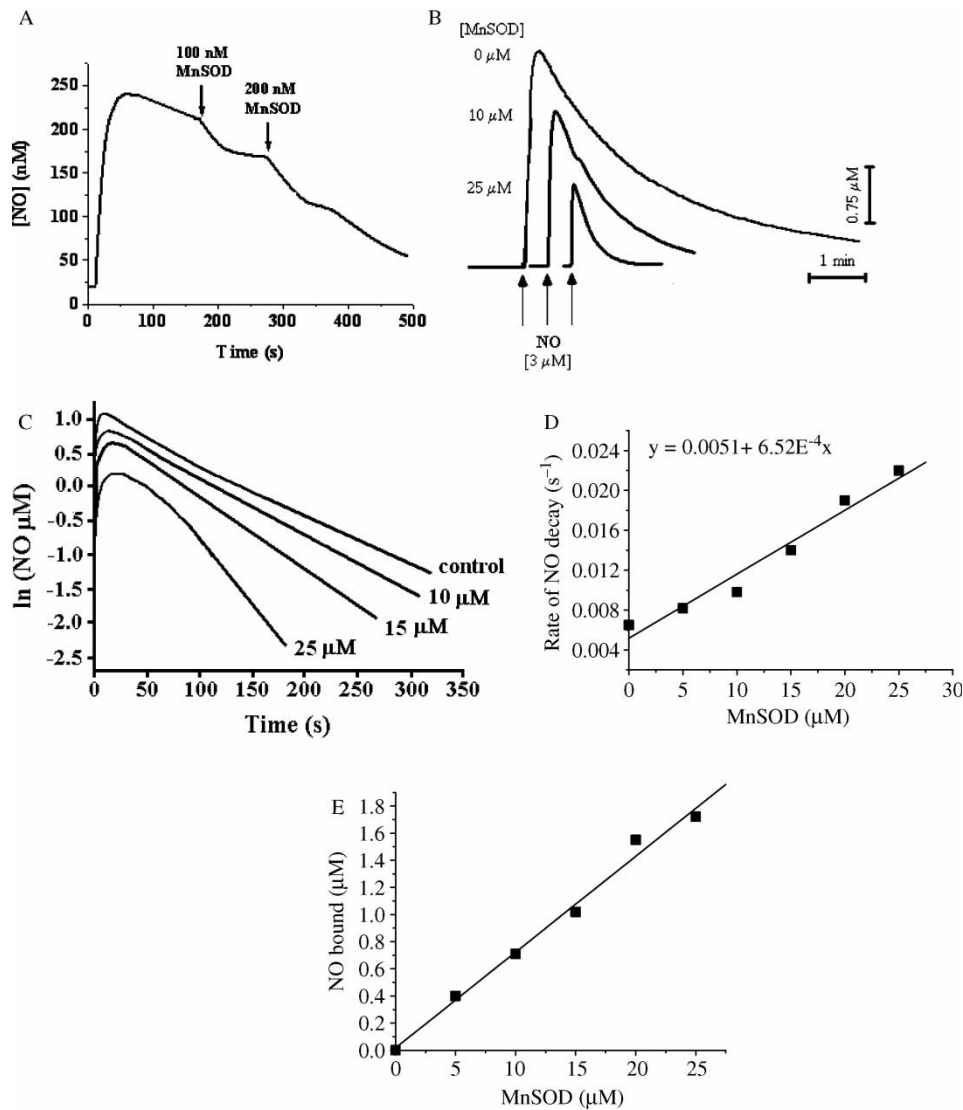 A
100 nM
MnSOD
200 nM
MnSOD
[NO] (nM)
250
200
150
100
50
0
0 100 200 300 400 500
Time (s)
B
[MnSOD]
0 μM
10 μM
25 μM
0.75 μM
1 min
NO
[3 μM]
C
ln (NO μM)
1.0
0.5
0.0
-0.5
-1.0
-1.5
-2.0
-2.5
control
10 μM
15 μM
25 μM
0 50 100 150 200 250 300 350
Time (s)
D
y = 0.0051+ 6.52E⁻⁴x
Rate of NO decay (s⁻¹)
0.024
0.020
0.016
0.012
0.008
0.004
0 5 10 15 20 25 30
MnSOD (μM)
E
NO bound (μM)
1.8
1.6
1.4
1.2
1.0
0.8
0.6
0.4
0.2
0.0
0 5 10 15 20 25
MnSOD (μM)